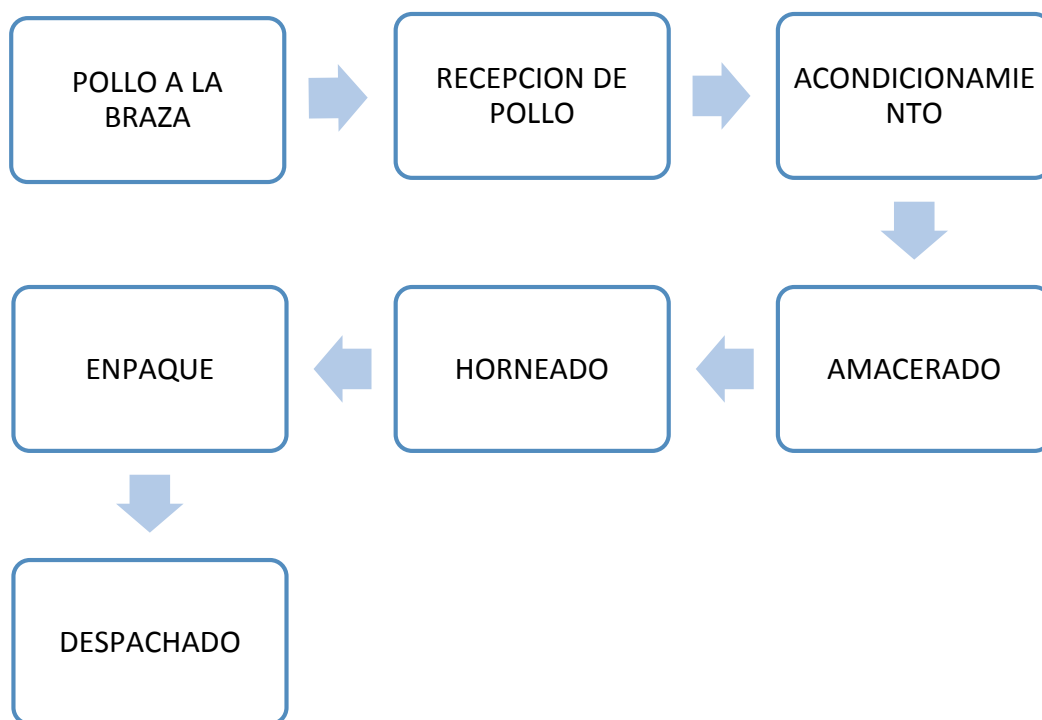 POLLO A LA
BRAZA
RECEPCION DE
POLLO
ACONDICIONAMIE
NTO
AMACERADO
HORNEADO
ENPAQUE
DESPACHADO